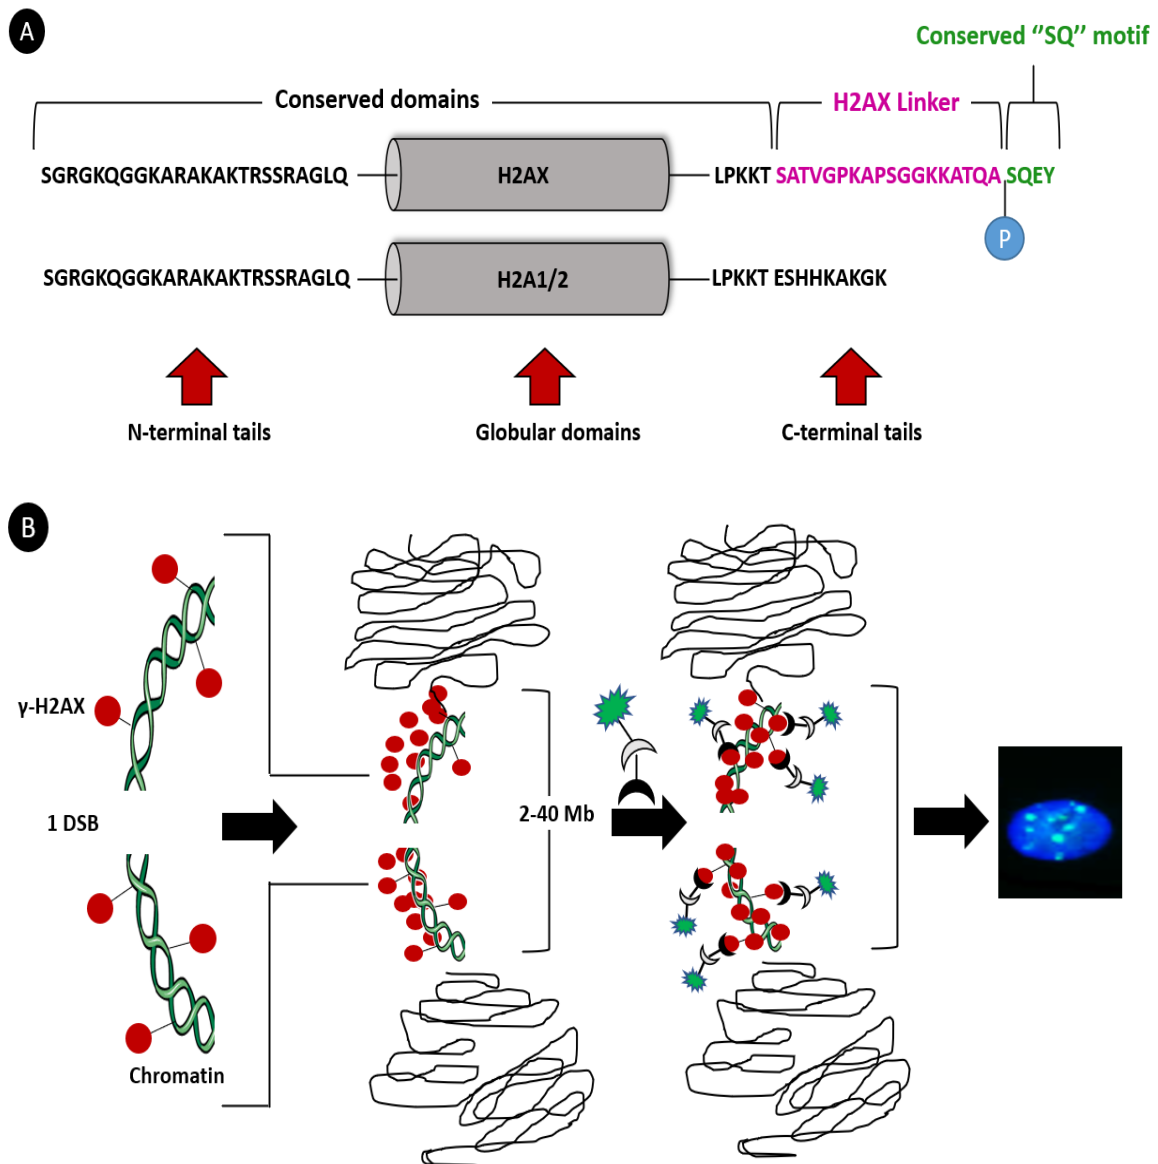 A
Conserved "SQ" motif
Conserved domains
H2AX Linker
SGRGKQGGKARAKAKTRSSRAGLQ H2AX LPKKT SATVGPKAPSGGKKATQA SQEY
P
SGRGKQGGKARAKAKTRSSRAGLQ H2A1/2 LPKKT ESHHKAKGK
N-terminal tails Globular domains C-terminal tails
B
γ-H2AX
1 DSB
2-40 Mb
Chromatin